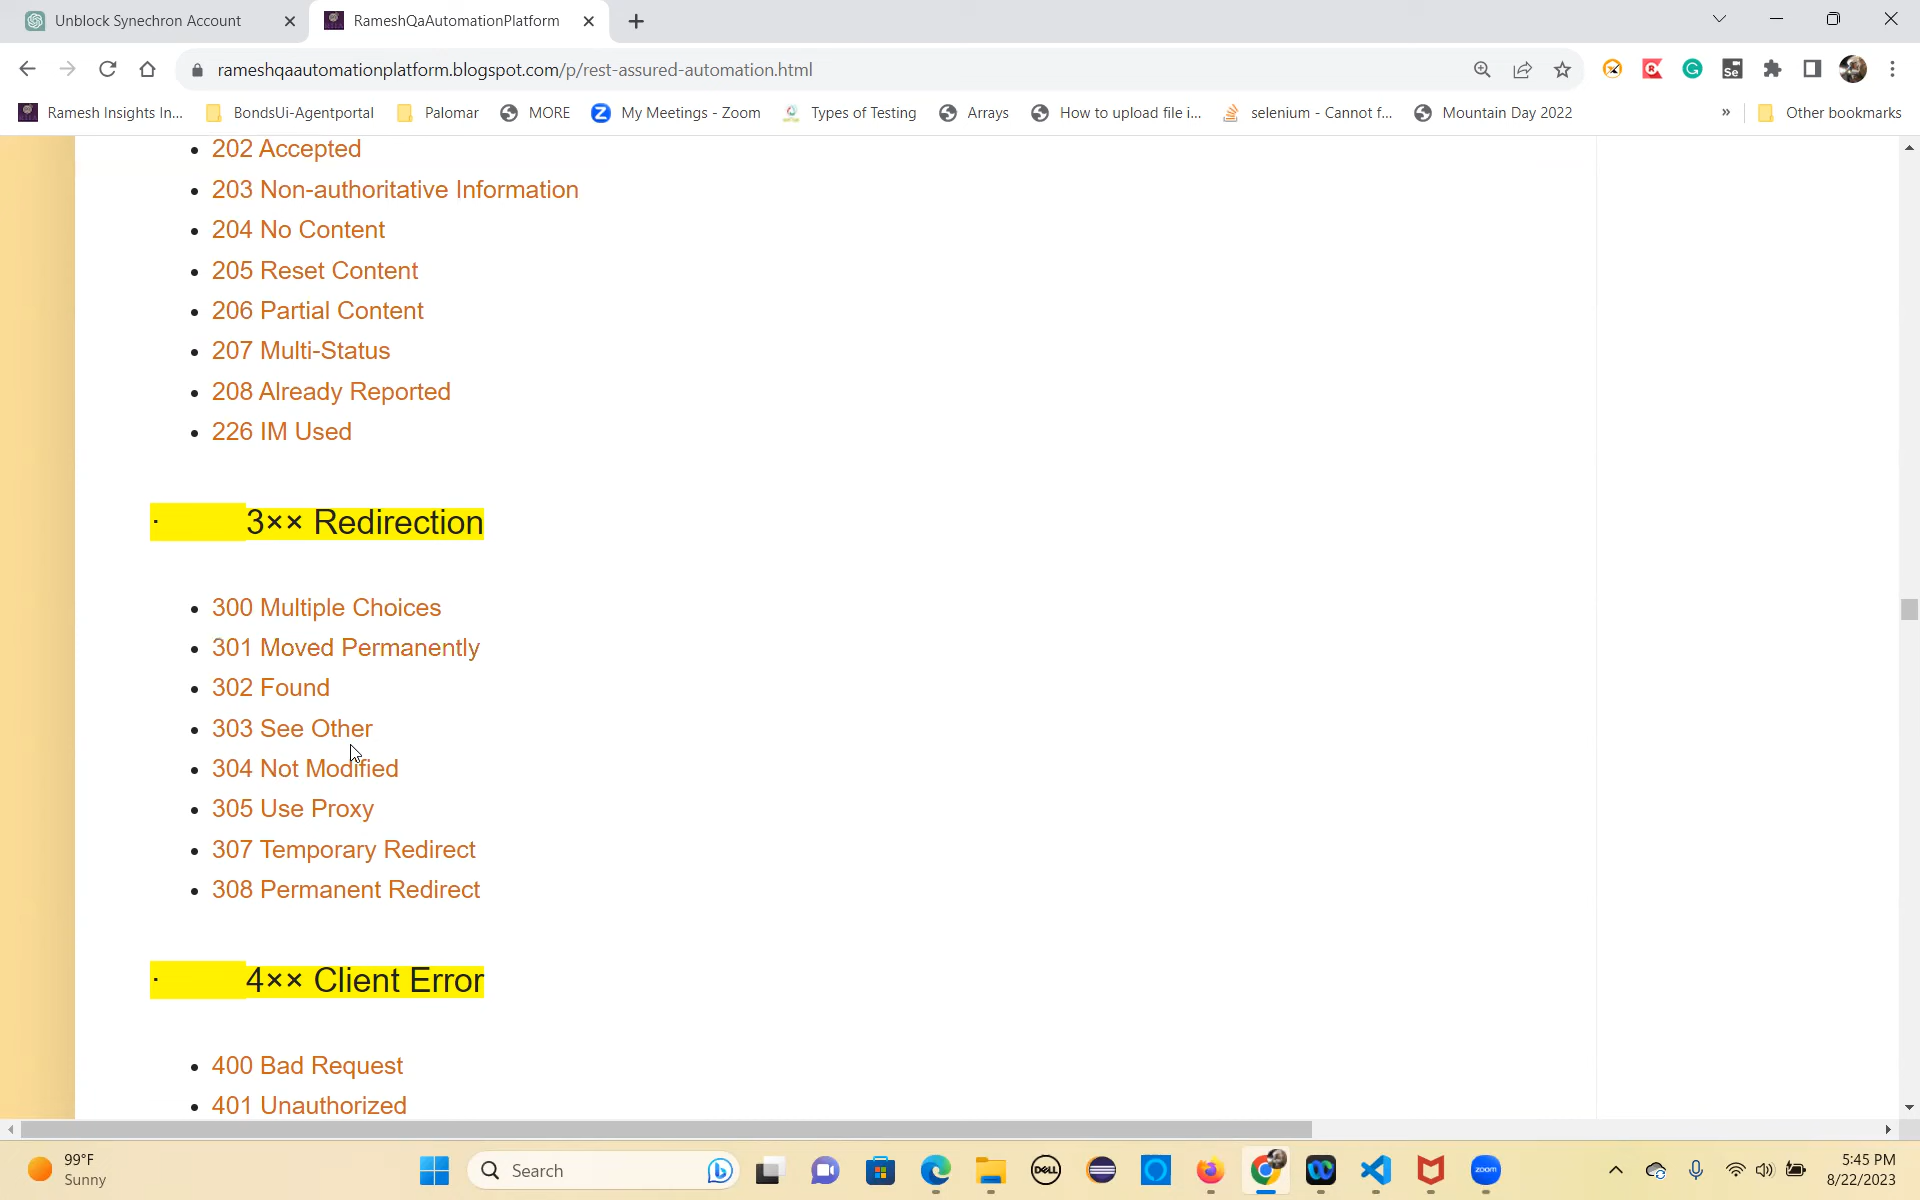 Unblock Synechron Account
RameshQaAutomationPlatform
rameshqaautomationplatform.blogspot.com/p/rest-assured-automation.html
Ramesh Insights In...
BondsUi-Agentportal
Palomar
MORE
My Meetings - Zoom
Types of Testing
Arrays
How to upload file i...
selenium - Cannot f...
Mountain Day 2022
»
Other bookmarks
• 202 Accepted
• 203 Non-authoritative Information
• 204 No Content
• 205 Reset Content
• 206 Partial Content
• 207 Multi-Status
• 208 Already Reported
• 226 IM Used
· 3×× Redirection
• 300 Multiple Choices
• 301 Moved Permanently
• 302 Found
• 303 See Other
• 304 Not Modified
• 305 Use Proxy
• 307 Temporary Redirect
• 308 Permanent Redirect
· 4×× Client Error
• 400 Bad Request
• 401 Unauthorized
99°F
Sunny
Search
DELL
zoom
5:45 PM
8/22/2023